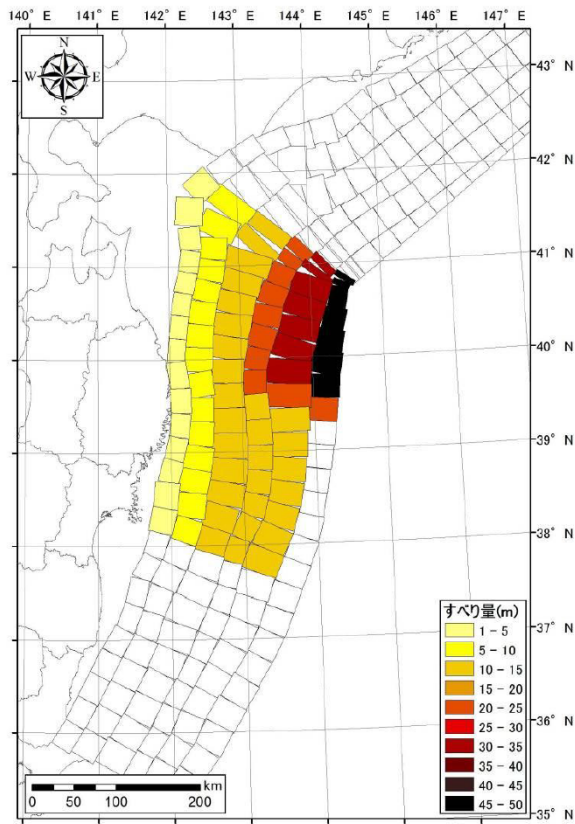 140° E 141° E 142° E 143° E 144° E 145° E 146° E 147° E
N
W E
S
43° N
42° N
41° N
40° N
39° N
38° N
37° N
36° N
35° N
すべり量(m)
1 - 5
5 - 10
10 - 15
15 - 20
20 - 25
25 - 30
30 - 35
35 - 40
40 - 45
45 - 50
km
0 50 100 200